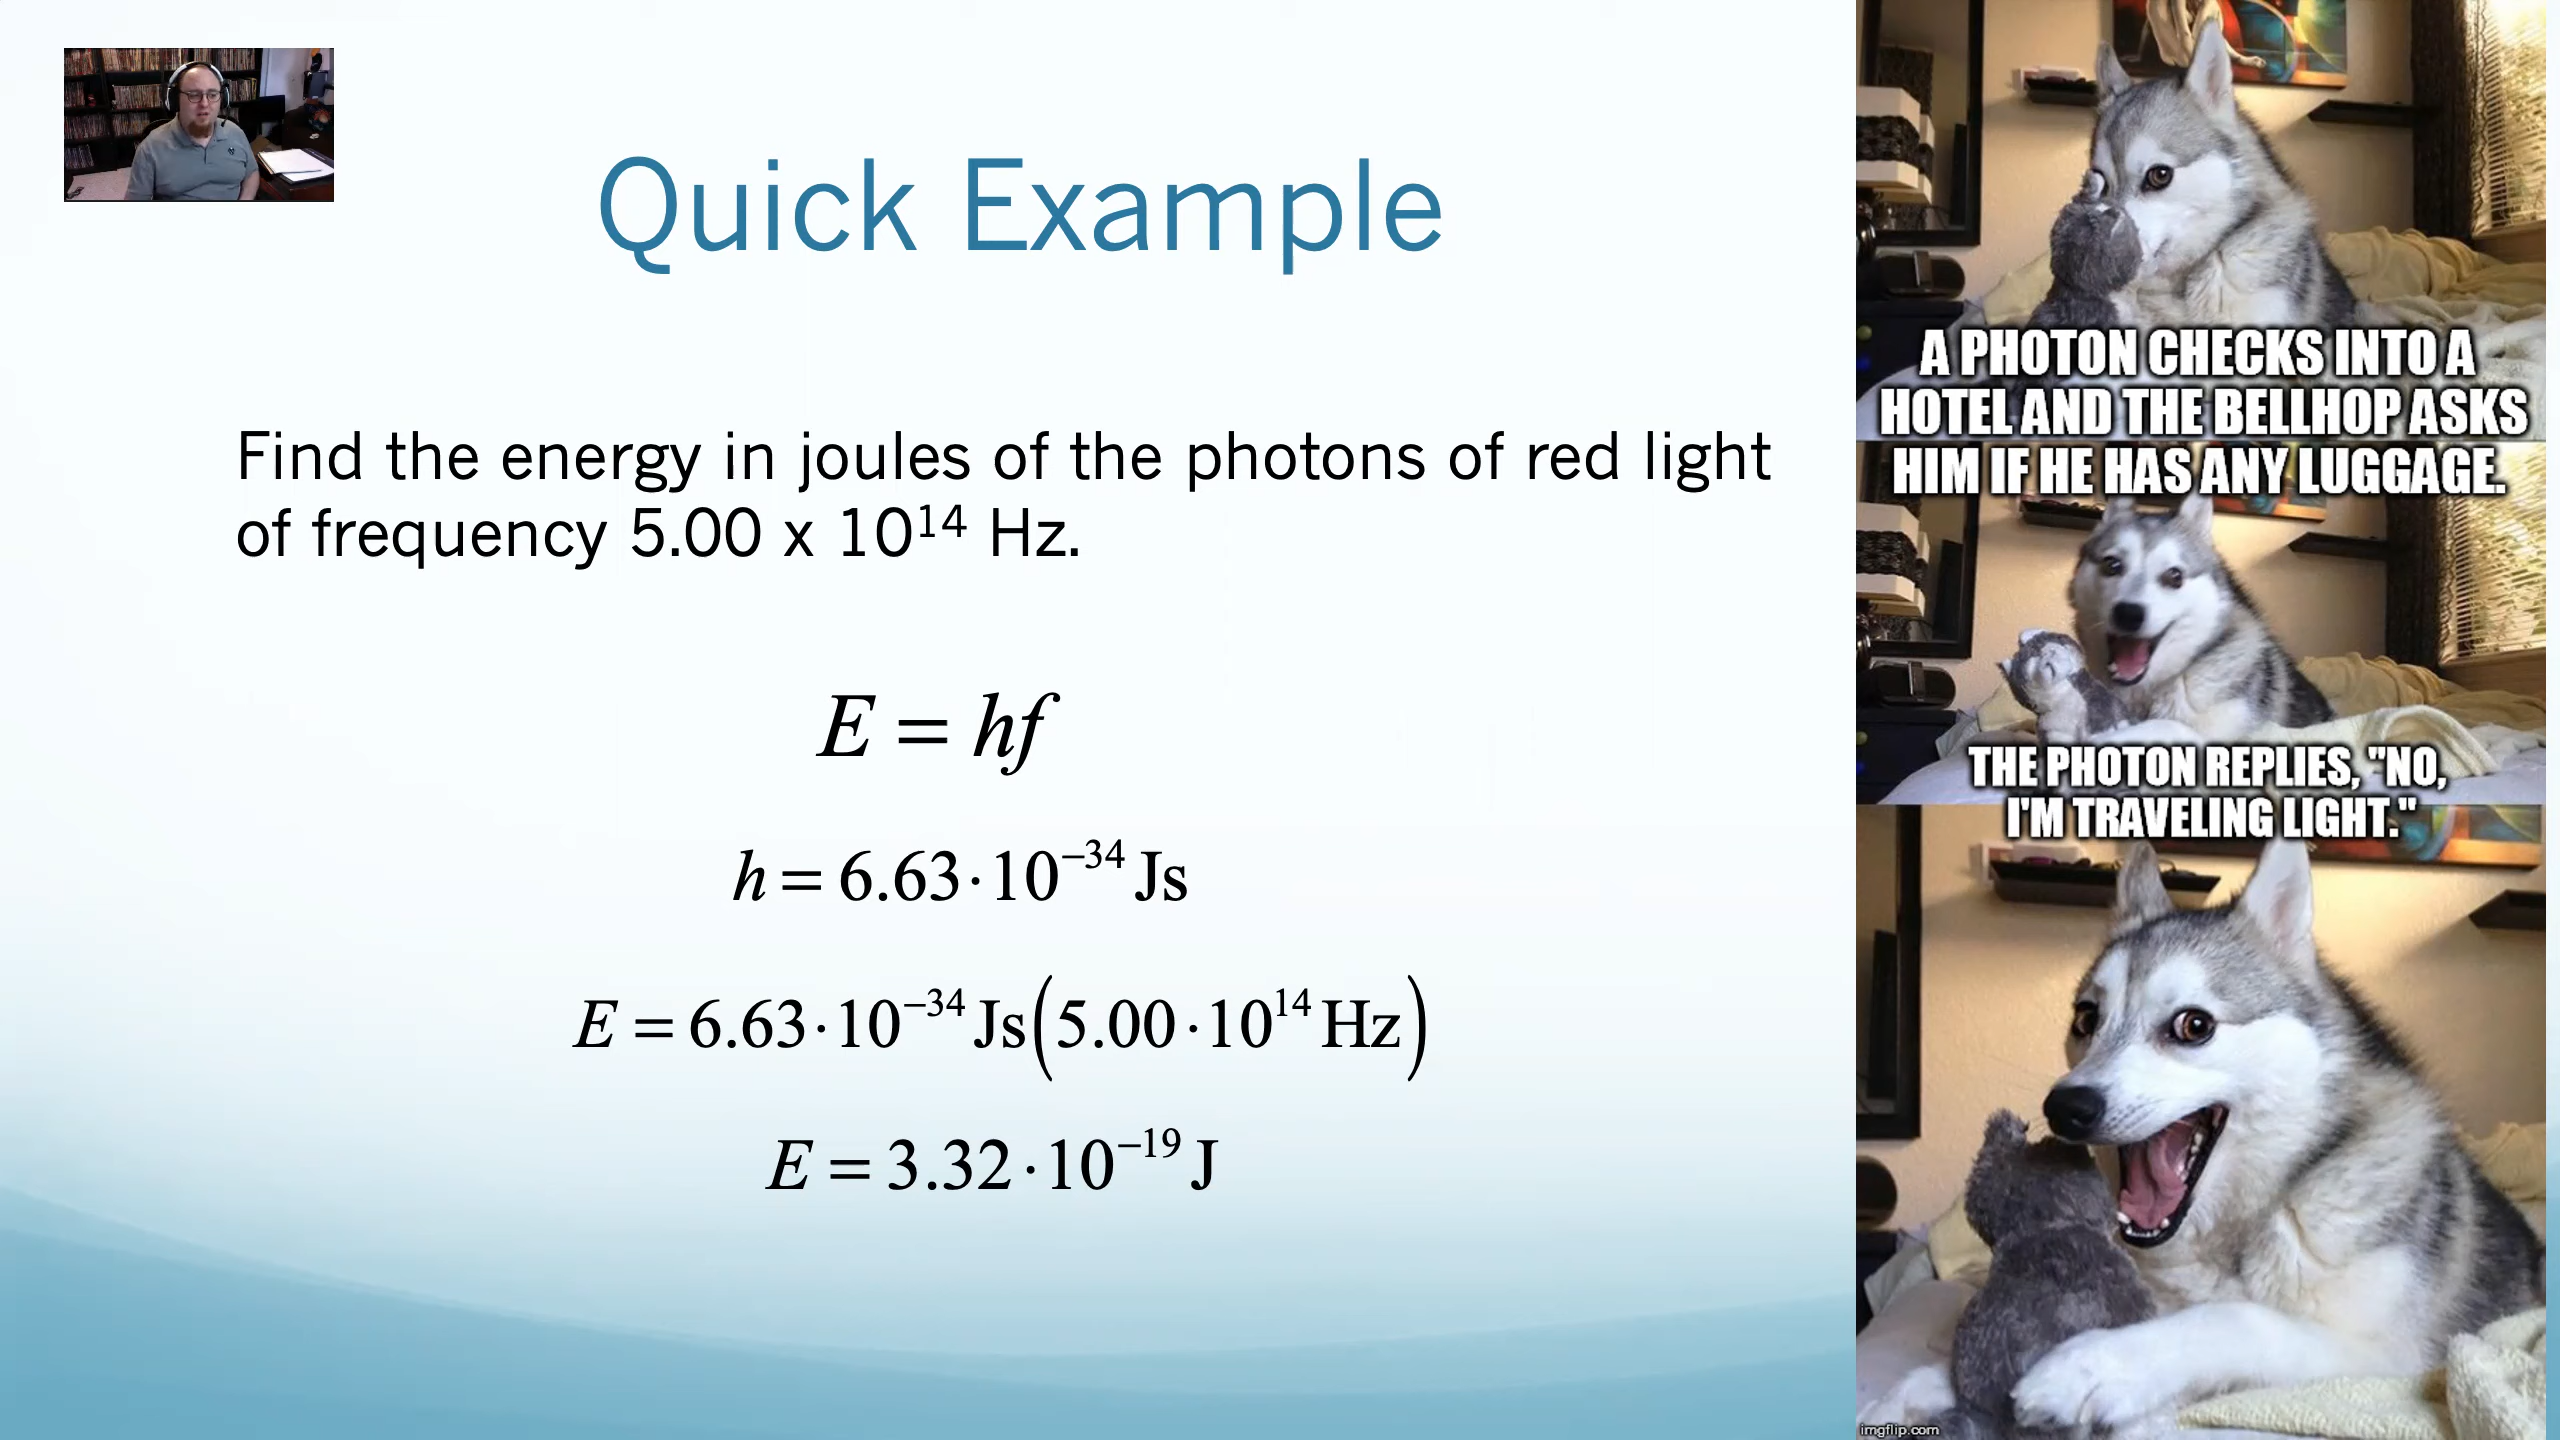 Quick Example
Find the energy in joules of the photons of red light
of frequency 5.00 x 10¹⁴ Hz.
E = hf
h = 6.63·10⁻³⁴ Js
E = 6.63·10⁻³⁴ Js(5.00·10¹⁴ Hz)
E = 3.32·10⁻¹⁹ J
A PHOTON CHECKS INTO A
HOTEL AND THE BELLHOP ASKS
HIM IF HE HAS ANY LUGGAGE.
THE PHOTON REPLIES, "NO,
I'M TRAVELING LIGHT."
imgflip.com